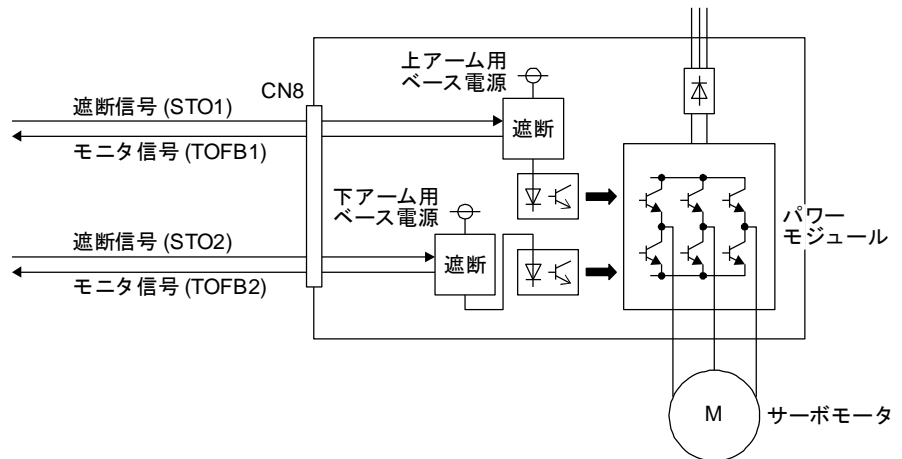 上アーム用
ベース電源
CN8
遮断信号 (STO1)
遮断
モニタ信号 (TOFB1)
下アーム用
ベース電源
パワー
モジュール
遮断信号 (STO2)
遮断
モニタ信号 (TOFB2)
M
サーボモータ